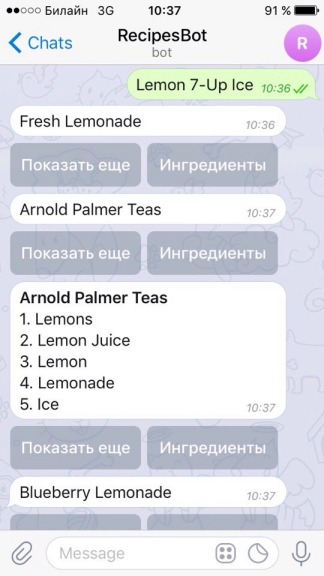 Билайн 3G 10:37 91 %
Chats
RecipesBot
bot
R
Lemon 7-Up Ice 10:36
Fresh Lemonade 10:36
Показать еще Ингредиенты
Arnold Palmer Teas 10:37
Показать еще Ингредиенты
Arnold Palmer Teas
1. Lemons
2. Lemon Juice
3. Lemon
4. Lemonade
5. Ice 10:37
Показать еще Ингредиенты
Blueberry Lemonade 10:37
Message